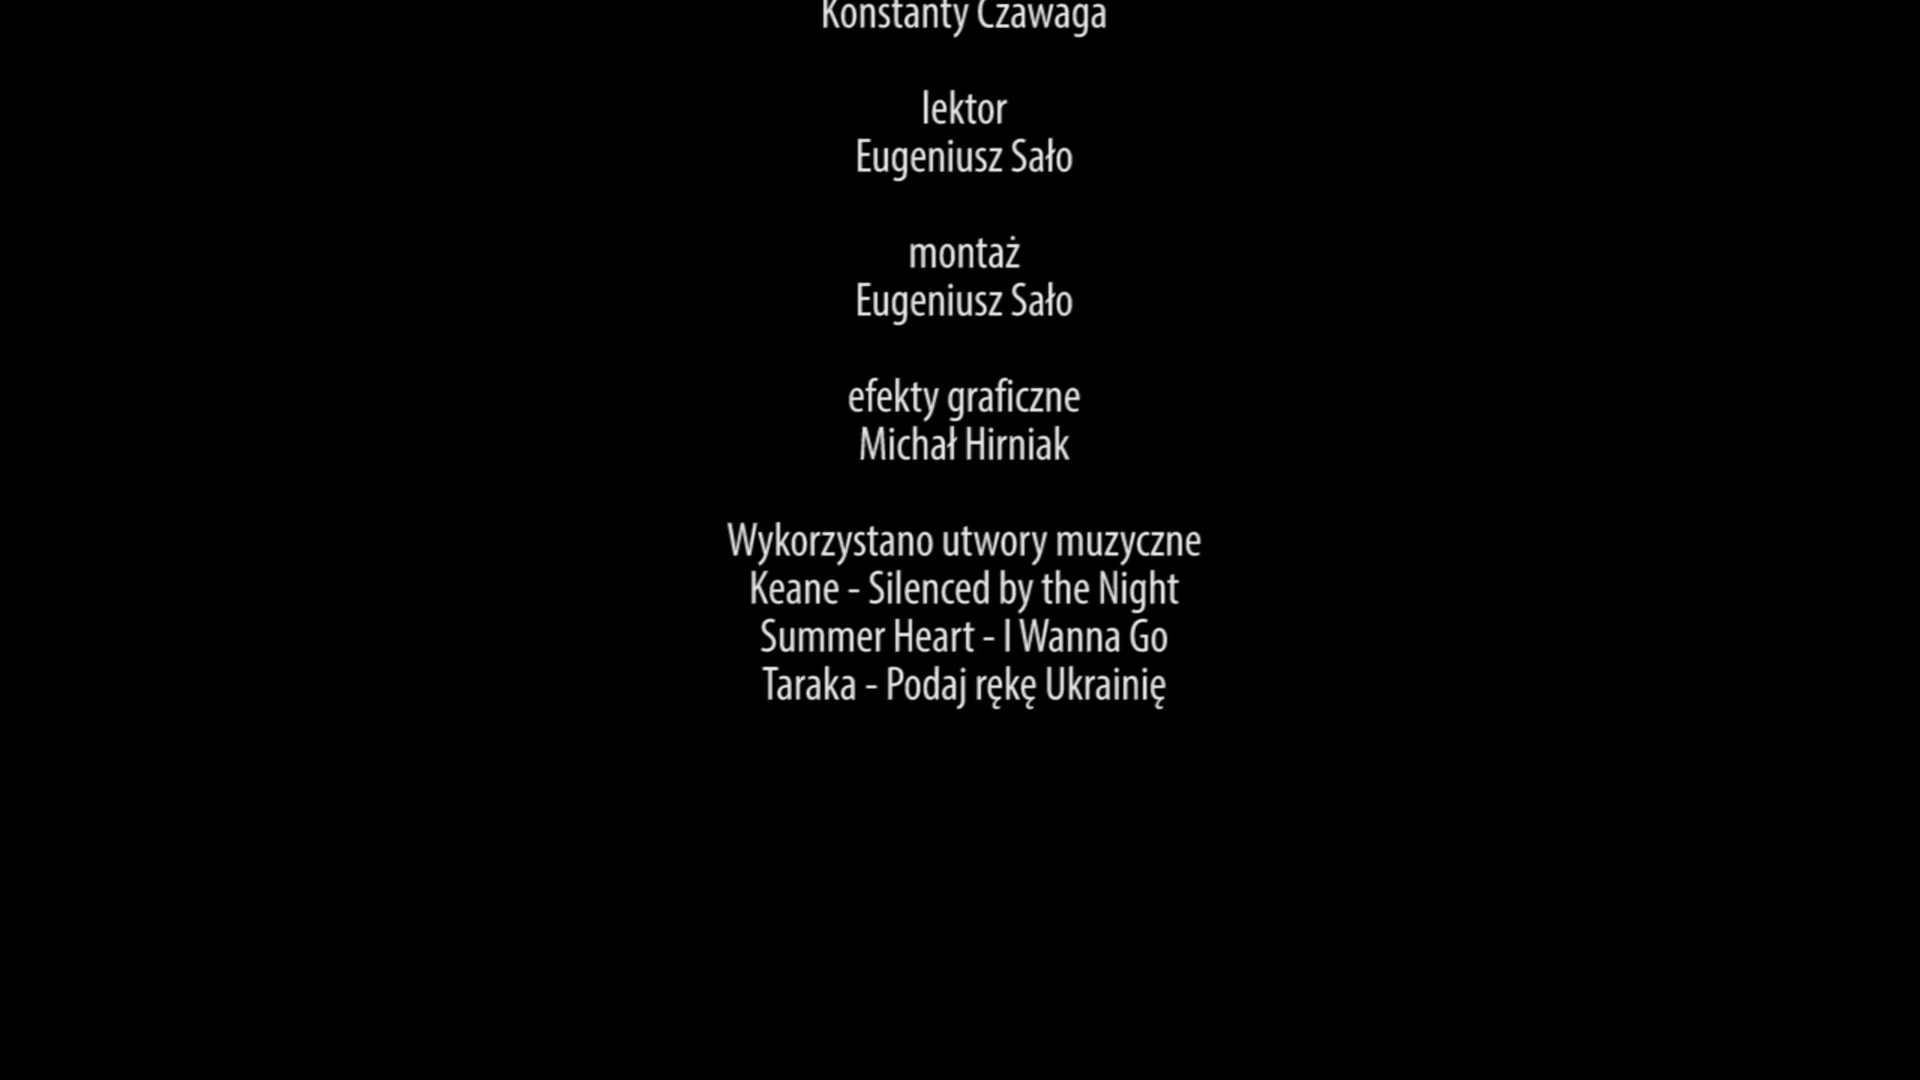 Konstanty Czawaga
lektor
Eugeniusz Sało
montaż
Eugeniusz Sało
efekty graficzne
Michał Hirniak
Wykorzystano utwory muzyczne
Keane - Silenced by the Night
Summer Heart - I Wanna Go
Taraka - Podaj rękę Ukrainię